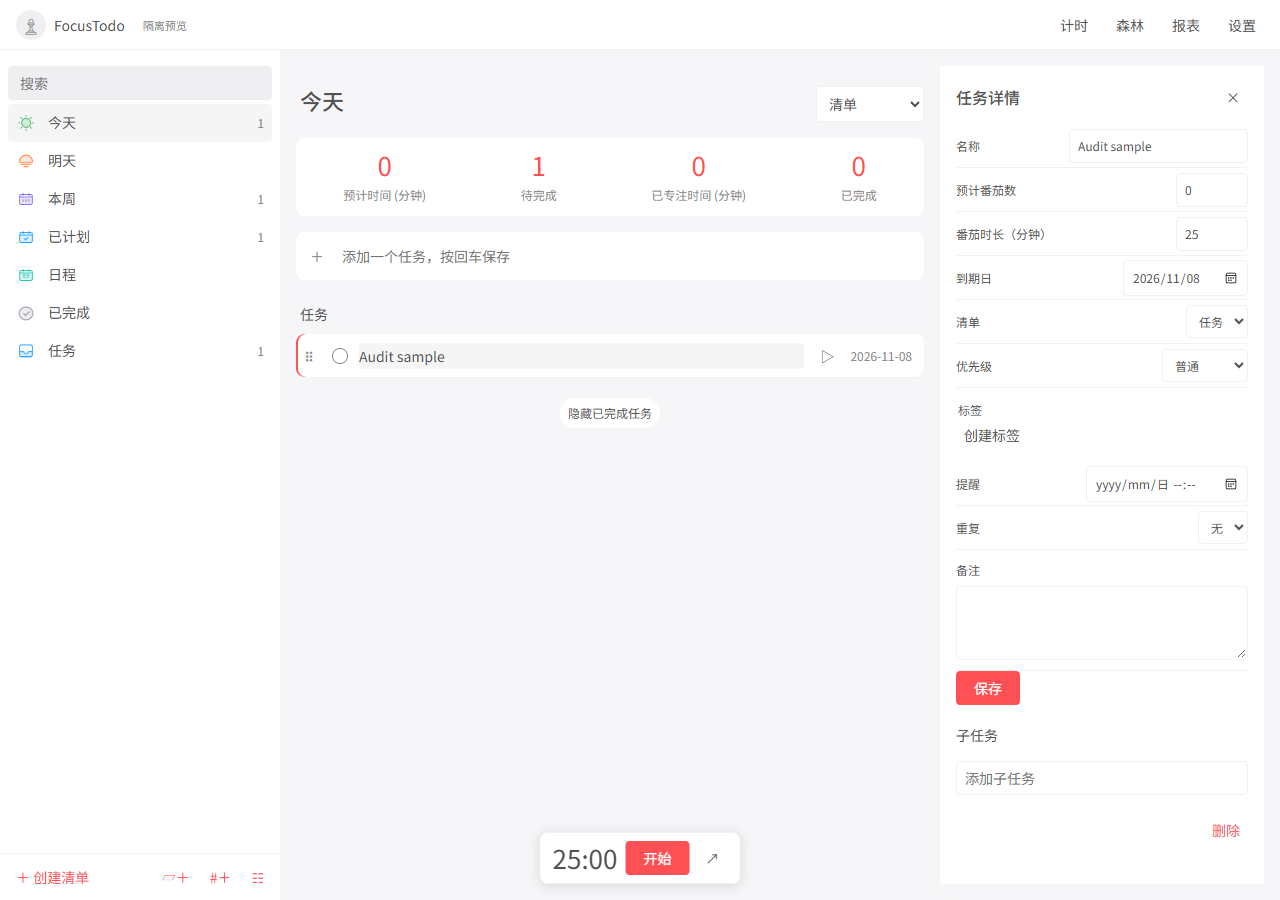 FocusTodo 隔离预览
计时 森林 报表 设置
搜索
今天 1
明天
本周 1
已计划 1
日程
已完成
任务 1
+ 创建清单
#+
今天
清单
0 1 0 0
预计时间 (分钟) 待完成 已专注时间 (分钟) 已完成
+ 添加一个任务，按回车保存
任务
Audit sample 2026-11-08
隐藏已完成任务
25:00 开始 ↗
任务详情 ×
名称 Audit sample
预计番茄数 0
番茄时长（分钟） 25
到期日 2026/11/08
清单 任务
优先级 普通
标签
创建标签
提醒 yyyy/mm/日 --:--
重复 无
备注
保存
子任务
添加子任务
删除